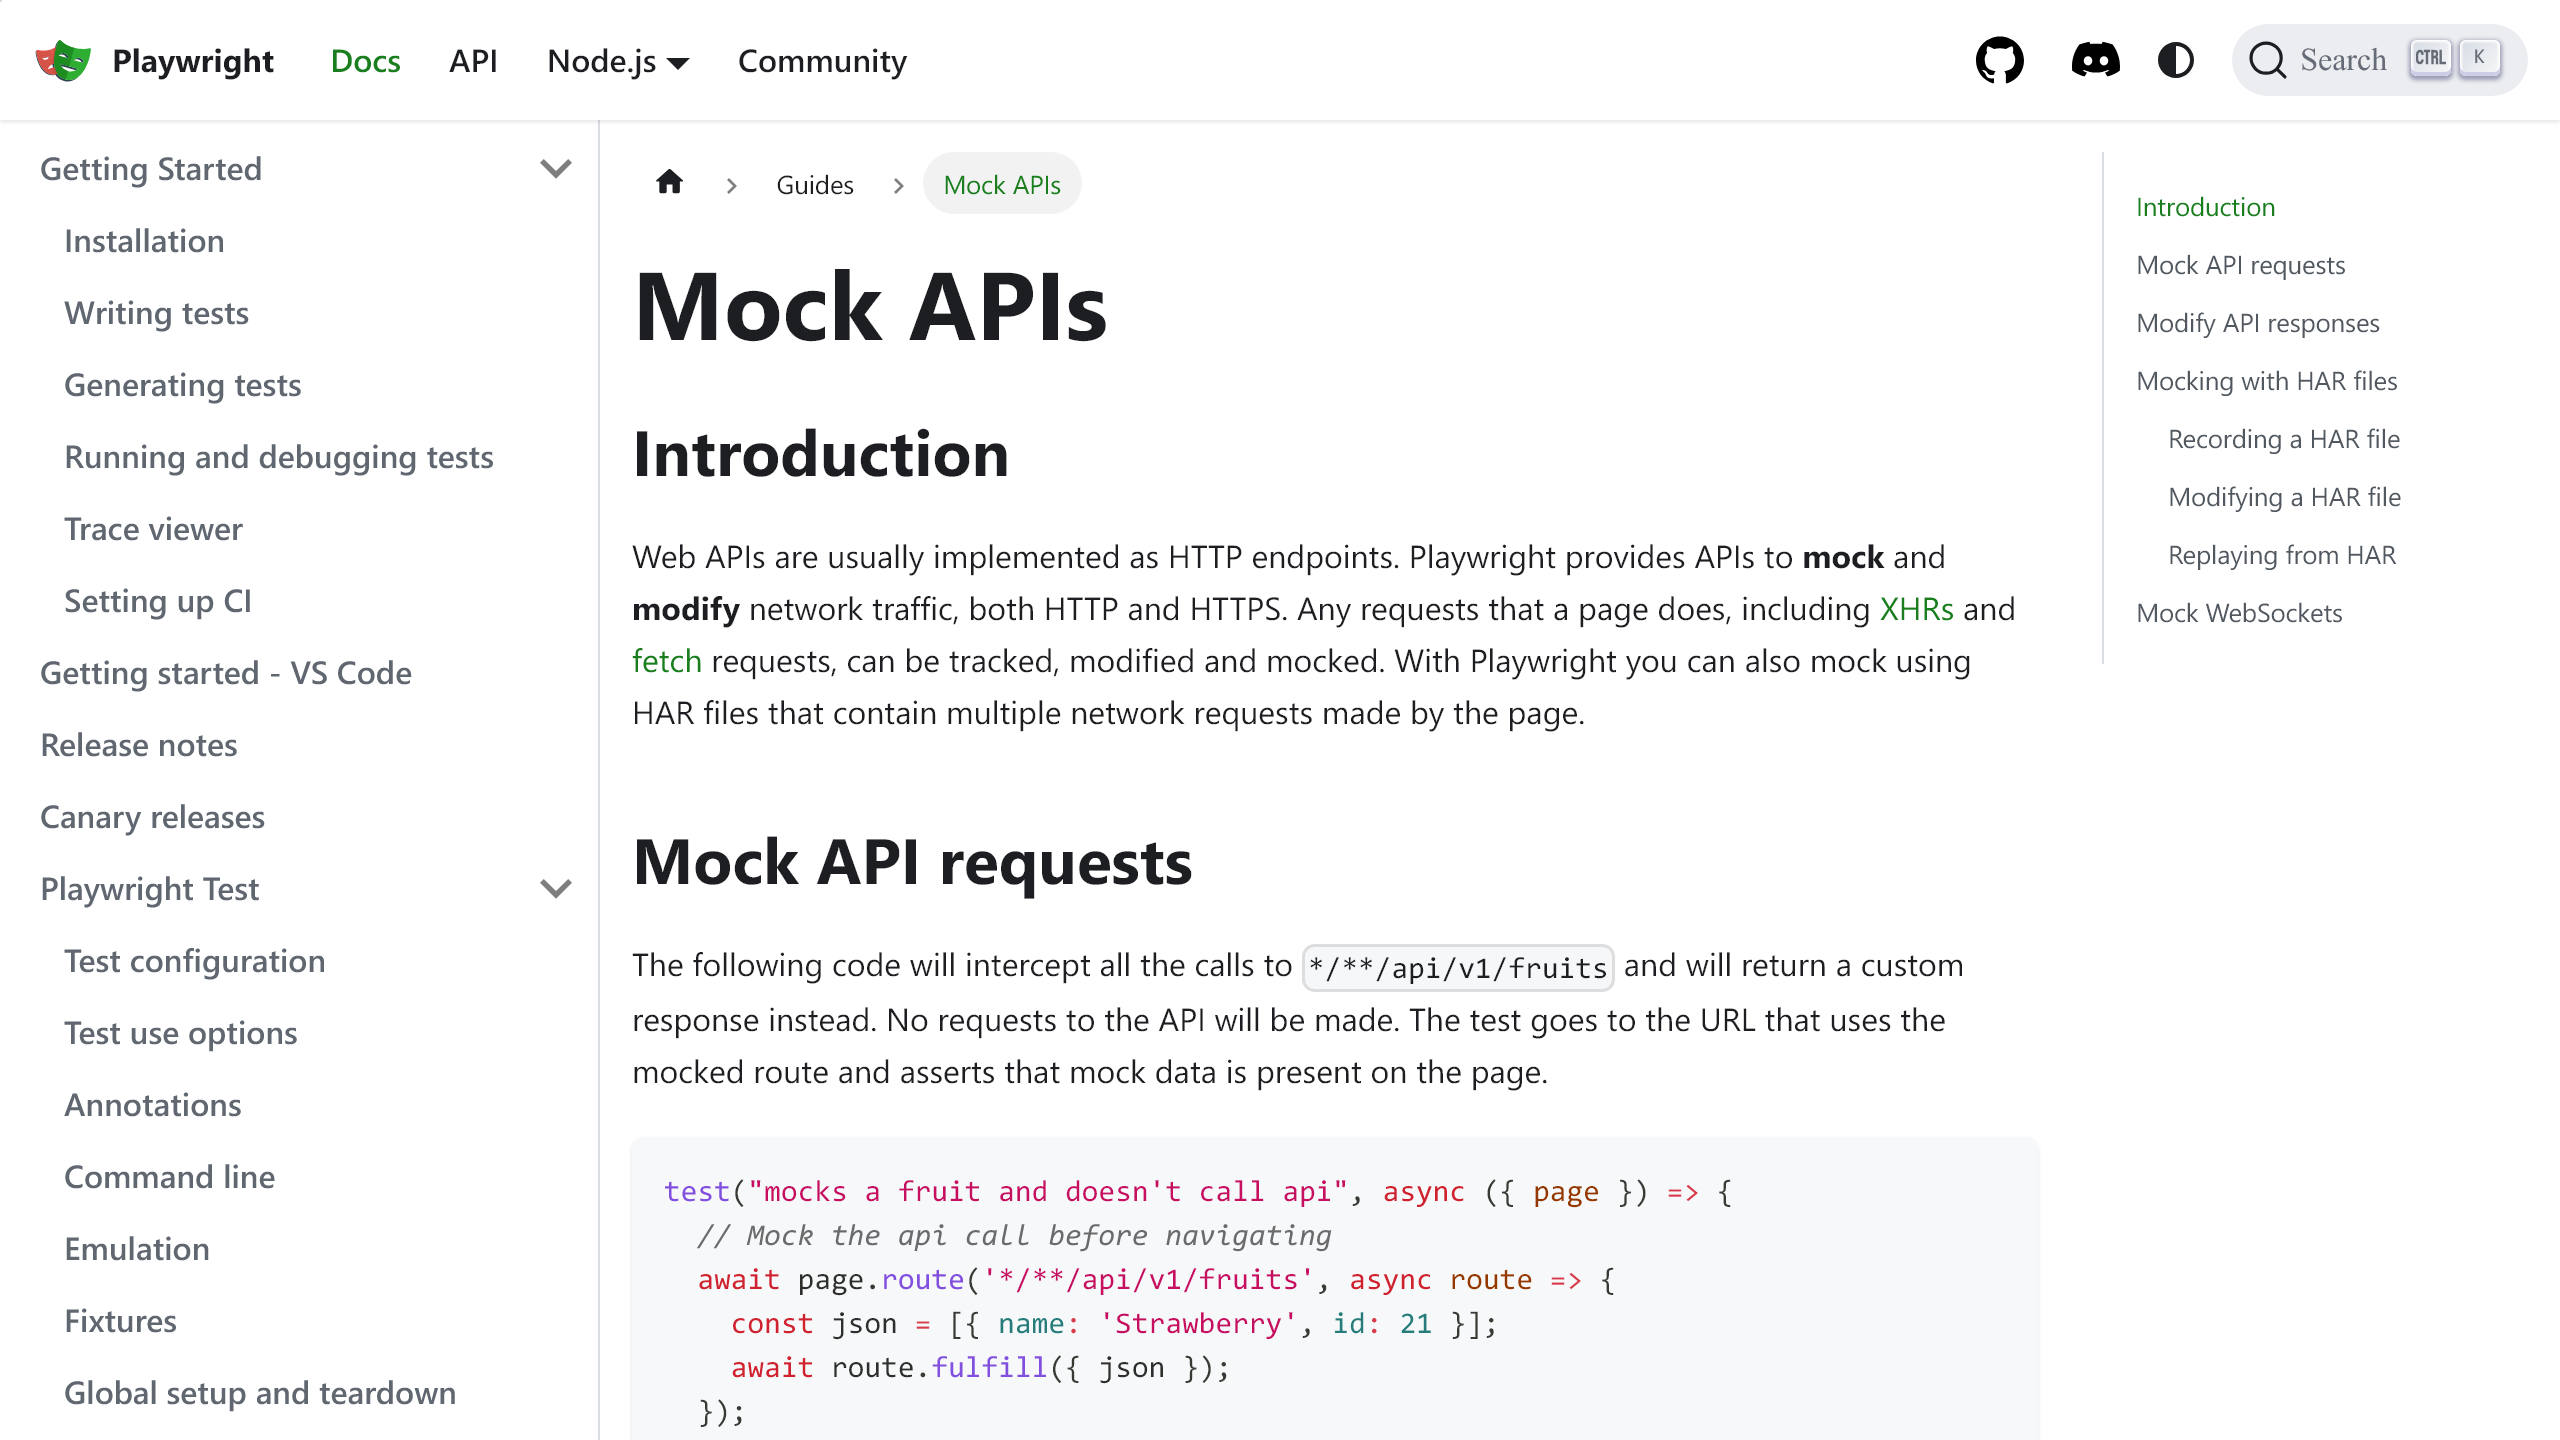 Playwright
Docs
API
Node.js
Community
Search
CTRL
K
Getting Started
Installation
Writing tests
Generating tests
Running and debugging tests
Trace viewer
Setting up CI
Getting started - VS Code
Release notes
Canary releases
Playwright Test
Test configuration
Test use options
Annotations
Command line
Emulation
Fixtures
Global setup and teardown
Guides
Mock APIs
Mock APIs
Introduction
Web APIs are usually implemented as HTTP endpoints. Playwright provides APIs to mock and
modify network traffic, both HTTP and HTTPS. Any requests that a page does, including XHRs and
fetch requests, can be tracked, modified and mocked. With Playwright you can also mock using
HAR files that contain multiple network requests made by the page.
Mock API requests
The following code will intercept all the calls to */**/api/v1/fruits and will return a custom
response instead. No requests to the API will be made. The test goes to the URL that uses the
mocked route and asserts that mock data is present on the page.
test("mocks a fruit and doesn't call api", async ({ page }) => {
  // Mock the api call before navigating
  await page.route('*/**/api/v1/fruits', async route => {
    const json = [{ name: 'Strawberry', id: 21 }];
    await route.fulfill({ json });
  });
Introduction
Mock API requests
Modify API responses
Mocking with HAR files
Recording a HAR file
Modifying a HAR file
Replaying from HAR
Mock WebSockets